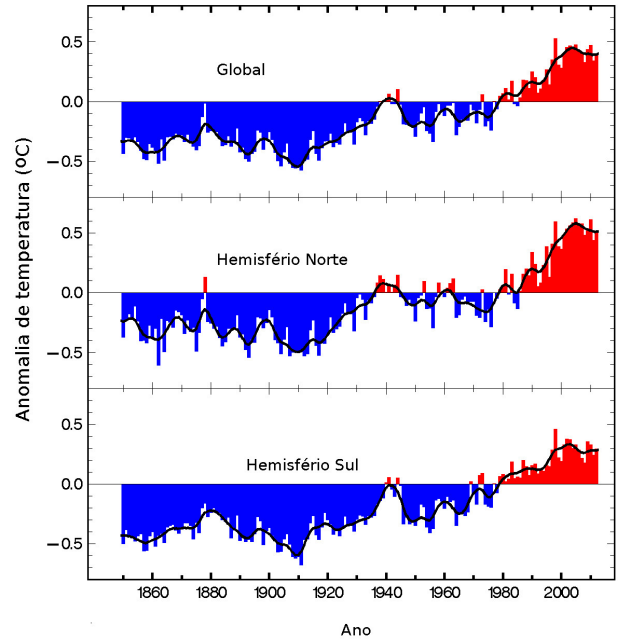 Anomalia de temperatura (ºC)
Global
0.5
0.0
−0.5
Hemisfério Norte
0.5
0.0
−0.5
Hemisfério Sul
0.5
0.0
−0.5
1860 1880 1900 1920 1940 1960 1980 2000
Ano